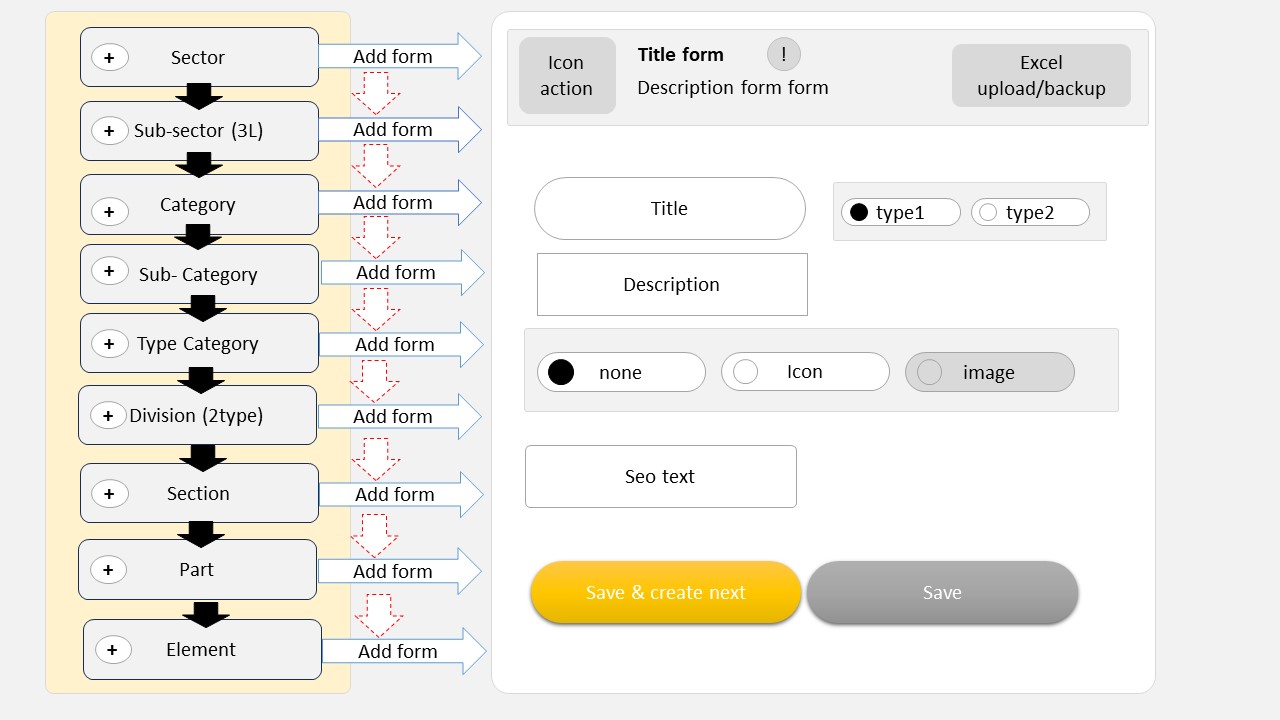 + Sector
Add form
+ Sub-sector (3L)
Add form
+ Category
Add form
+ Sub- Category
Add form
+ Type Category
Add form
+ Division (2type)
Add form
+ Section
Add form
+ Part
Add form
+ Element
Add form
Icon
action
Title form
!
Description form form
Excel
upload/backup
Title
type1
type2
Description
none
Icon
image
Seo text
Save & create next
Save